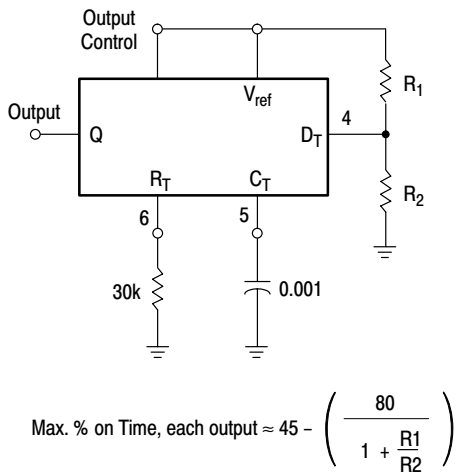 Output
Control
Output
Q
Vref
DT
4
R1
R2
RT
CT
6
5
30k
0.001
Max. % on Time, each output ≈ 45 – ( 80 / 1 + R1/R2 )